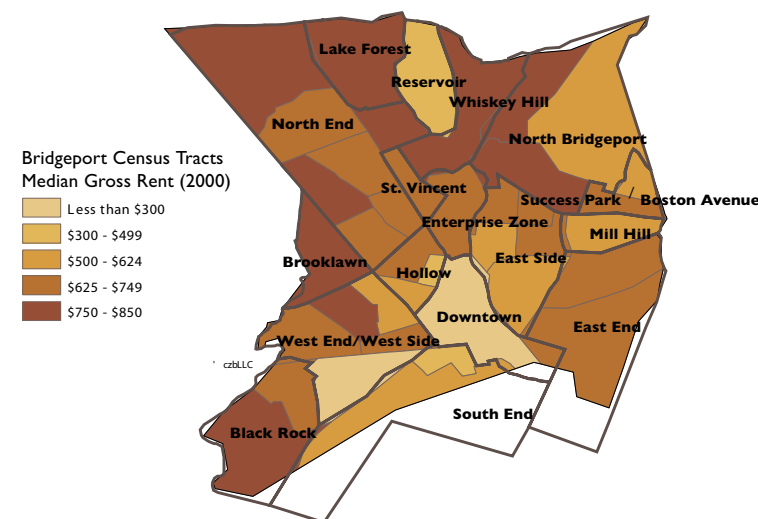 Lake Forest
Reservoir
Whiskey Hill
North End
North Bridgeport
Bridgeport Census Tracts
Median Gross Rent (2000)
Less than $300
$300 - $499
$500 - $624
$625 - $749
$750 - $850
St. Vincent
Success Park / Boston Avenue
Enterprise Zone
Mill Hill
Brooklawn
Hollow
East Side
Downtown
East End
West End/West Side
czbLLC
South End
Black Rock